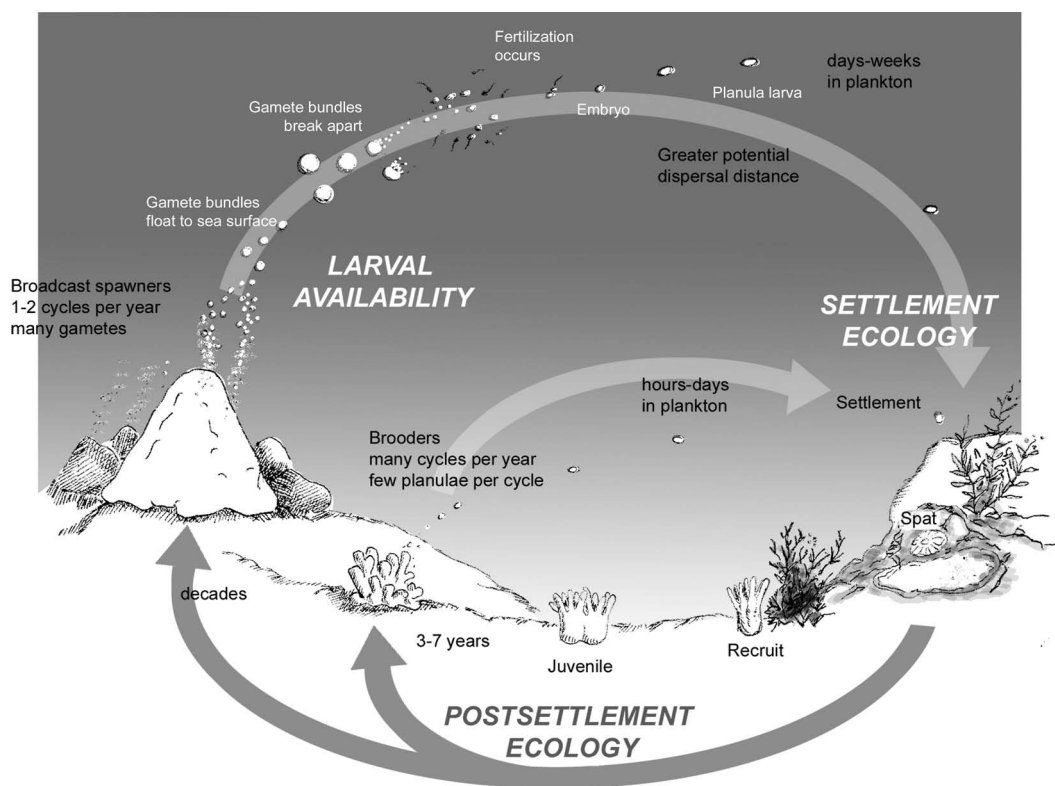 Fertilization
occurs
days-weeks
in plankton
Planula larva
Gamete bundles
break apart
Embryo
Greater potential
dispersal distance
Gamete bundles
float to sea surface
LARVAL
AVAILABILITY
Broadcast spawners
1-2 cycles per year
many gametes
SETTLEMENT
ECOLOGY
hours-days
in plankton
Settlement
Brooders
many cycles per year
few planulae per cycle
Spat
decades
3-7 years
Juvenile
Recruit
POSTSETTLEMENT
ECOLOGY